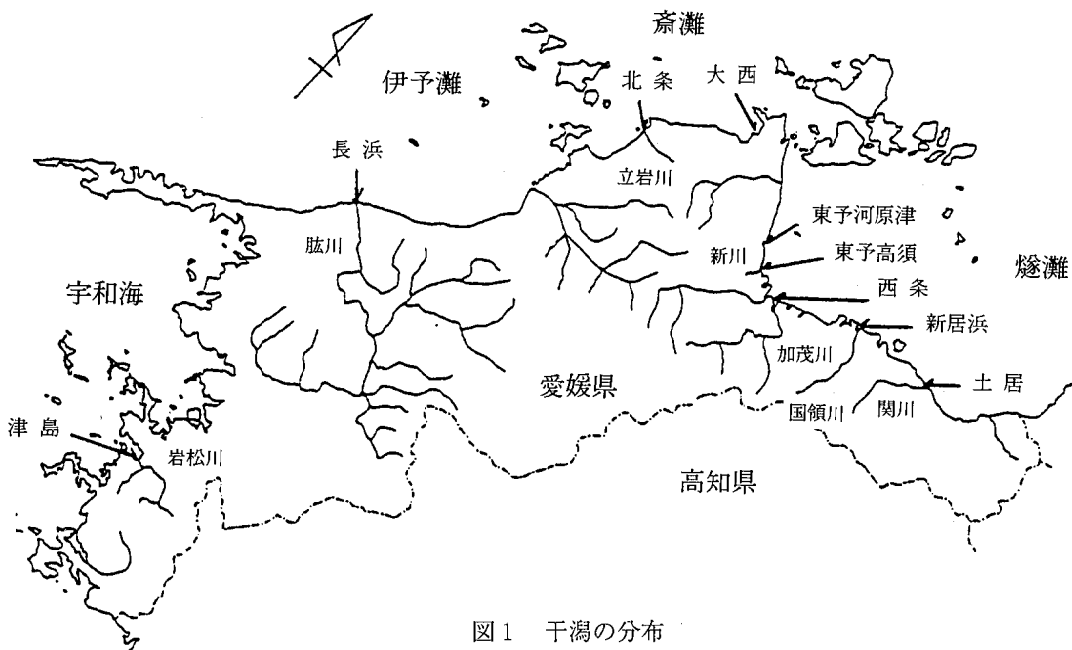 斎灘
伊予灘
北条
大西
長浜
立岩川
東予河原津
肱川
新川
東予高須
燧灘
宇和海
西条
新居浜
加茂川
愛媛県
土居
国領川
関川
津島
岩松川
高知県
図1 干潟の分布